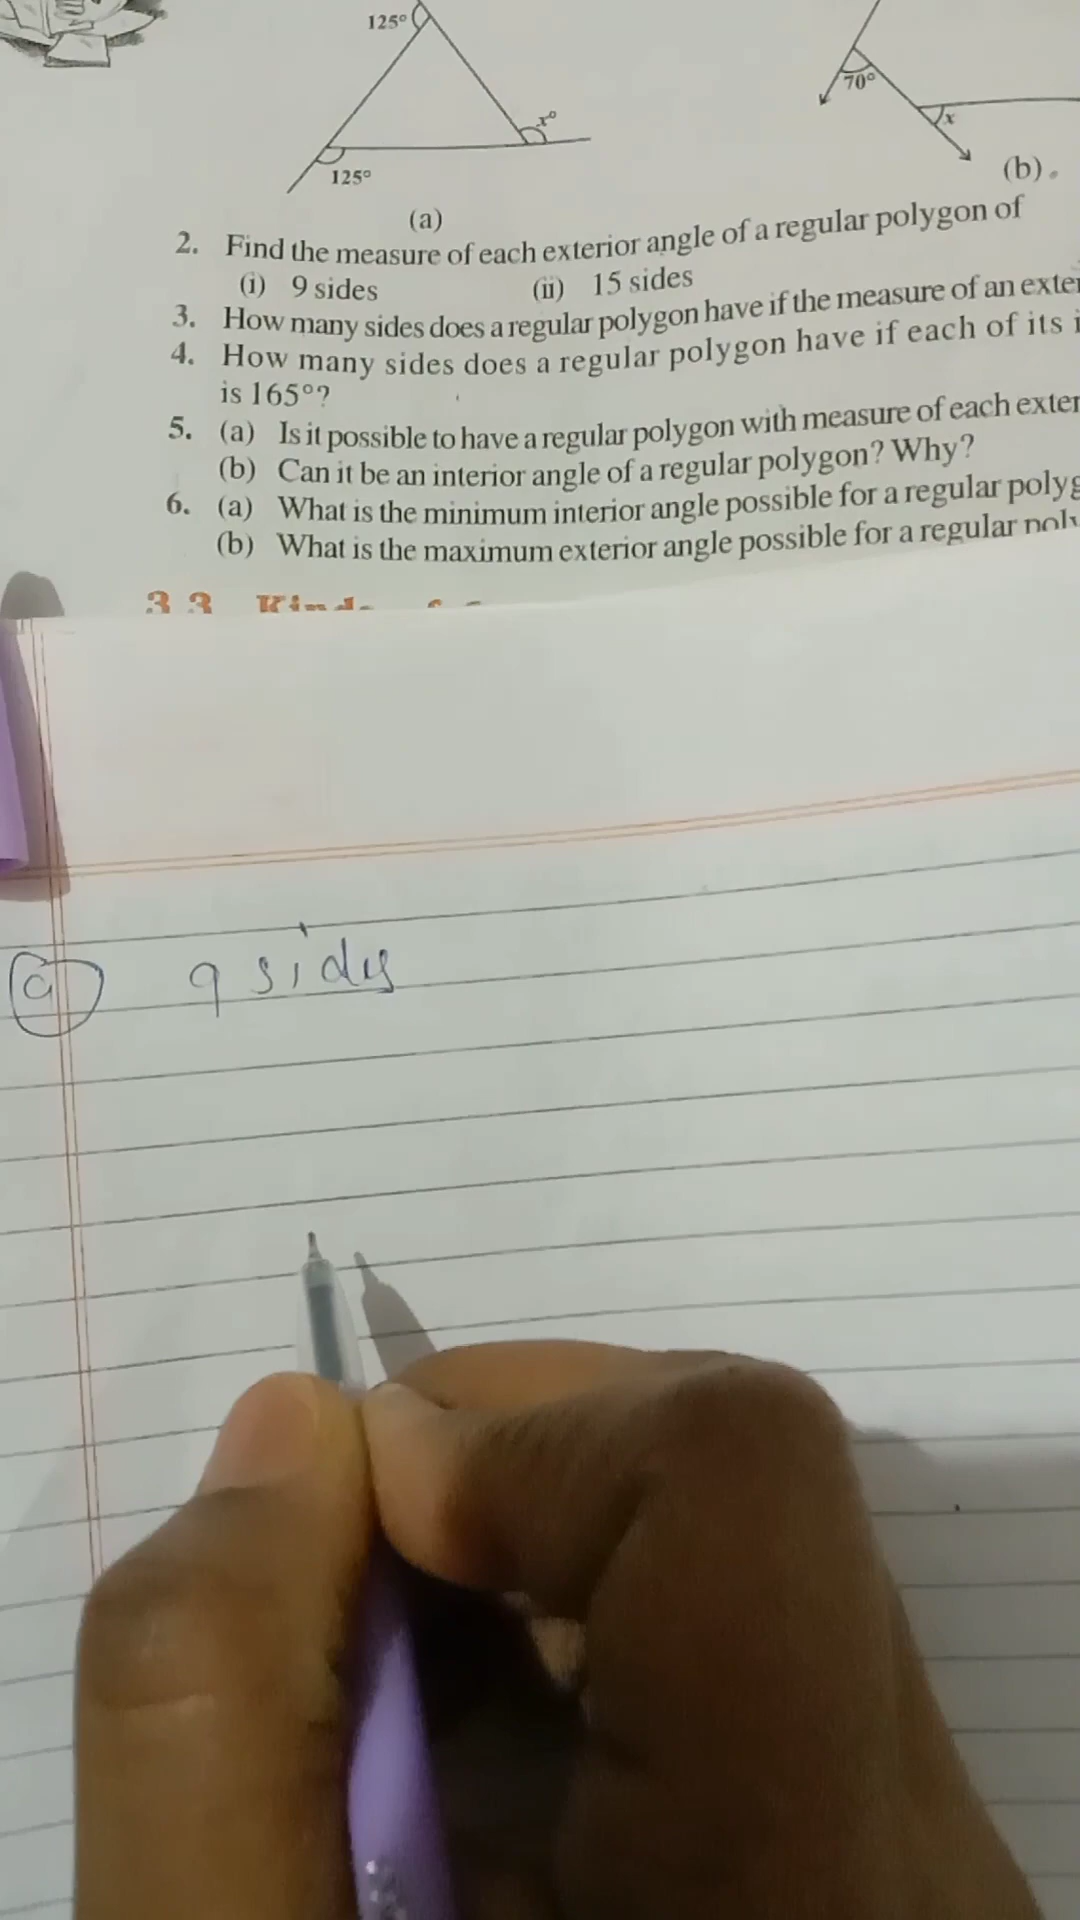 125°
x°
125°
(a)
70°
x
(b)
2. Find the measure of each exterior angle of a regular polygon of
(i) 9 sides (ii) 15 sides
3. How many sides does a regular polygon have if the measure of an exte
4. How many sides does a regular polygon have if each of its i
is 165°?
5. (a) Is it possible to have a regular polygon with measure of each exter
(b) Can it be an interior angle of a regular polygon? Why?
6. (a) What is the minimum interior angle possible for a regular polyg
(b) What is the maximum exterior angle possible for a regular poly
3 3
a 9 sides